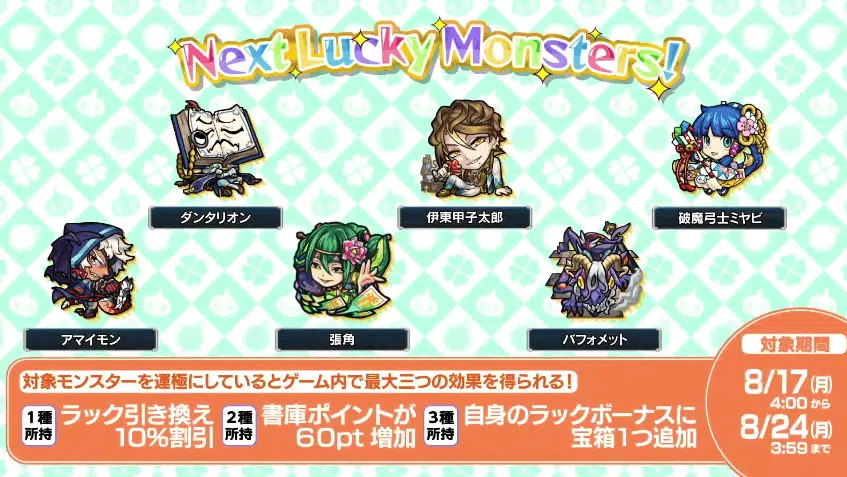 Next Lucky Monsters!
ダンタリオン
伊東甲子太郎
破魔弓士ミヤビ
アマイモン
張角
バフォメット
対象モンスターを運極にしているとゲーム内で最大三つの効果を得られる!
1種
所持
ラック引き換え
10%割引
2種
所持
書庫ポイントが
60pt 増加
3種
所持
自身のラックボーナスに
宝箱1つ追加
対象期間
8/17(月)
4:00 から
8/24(月)
3:59 まで